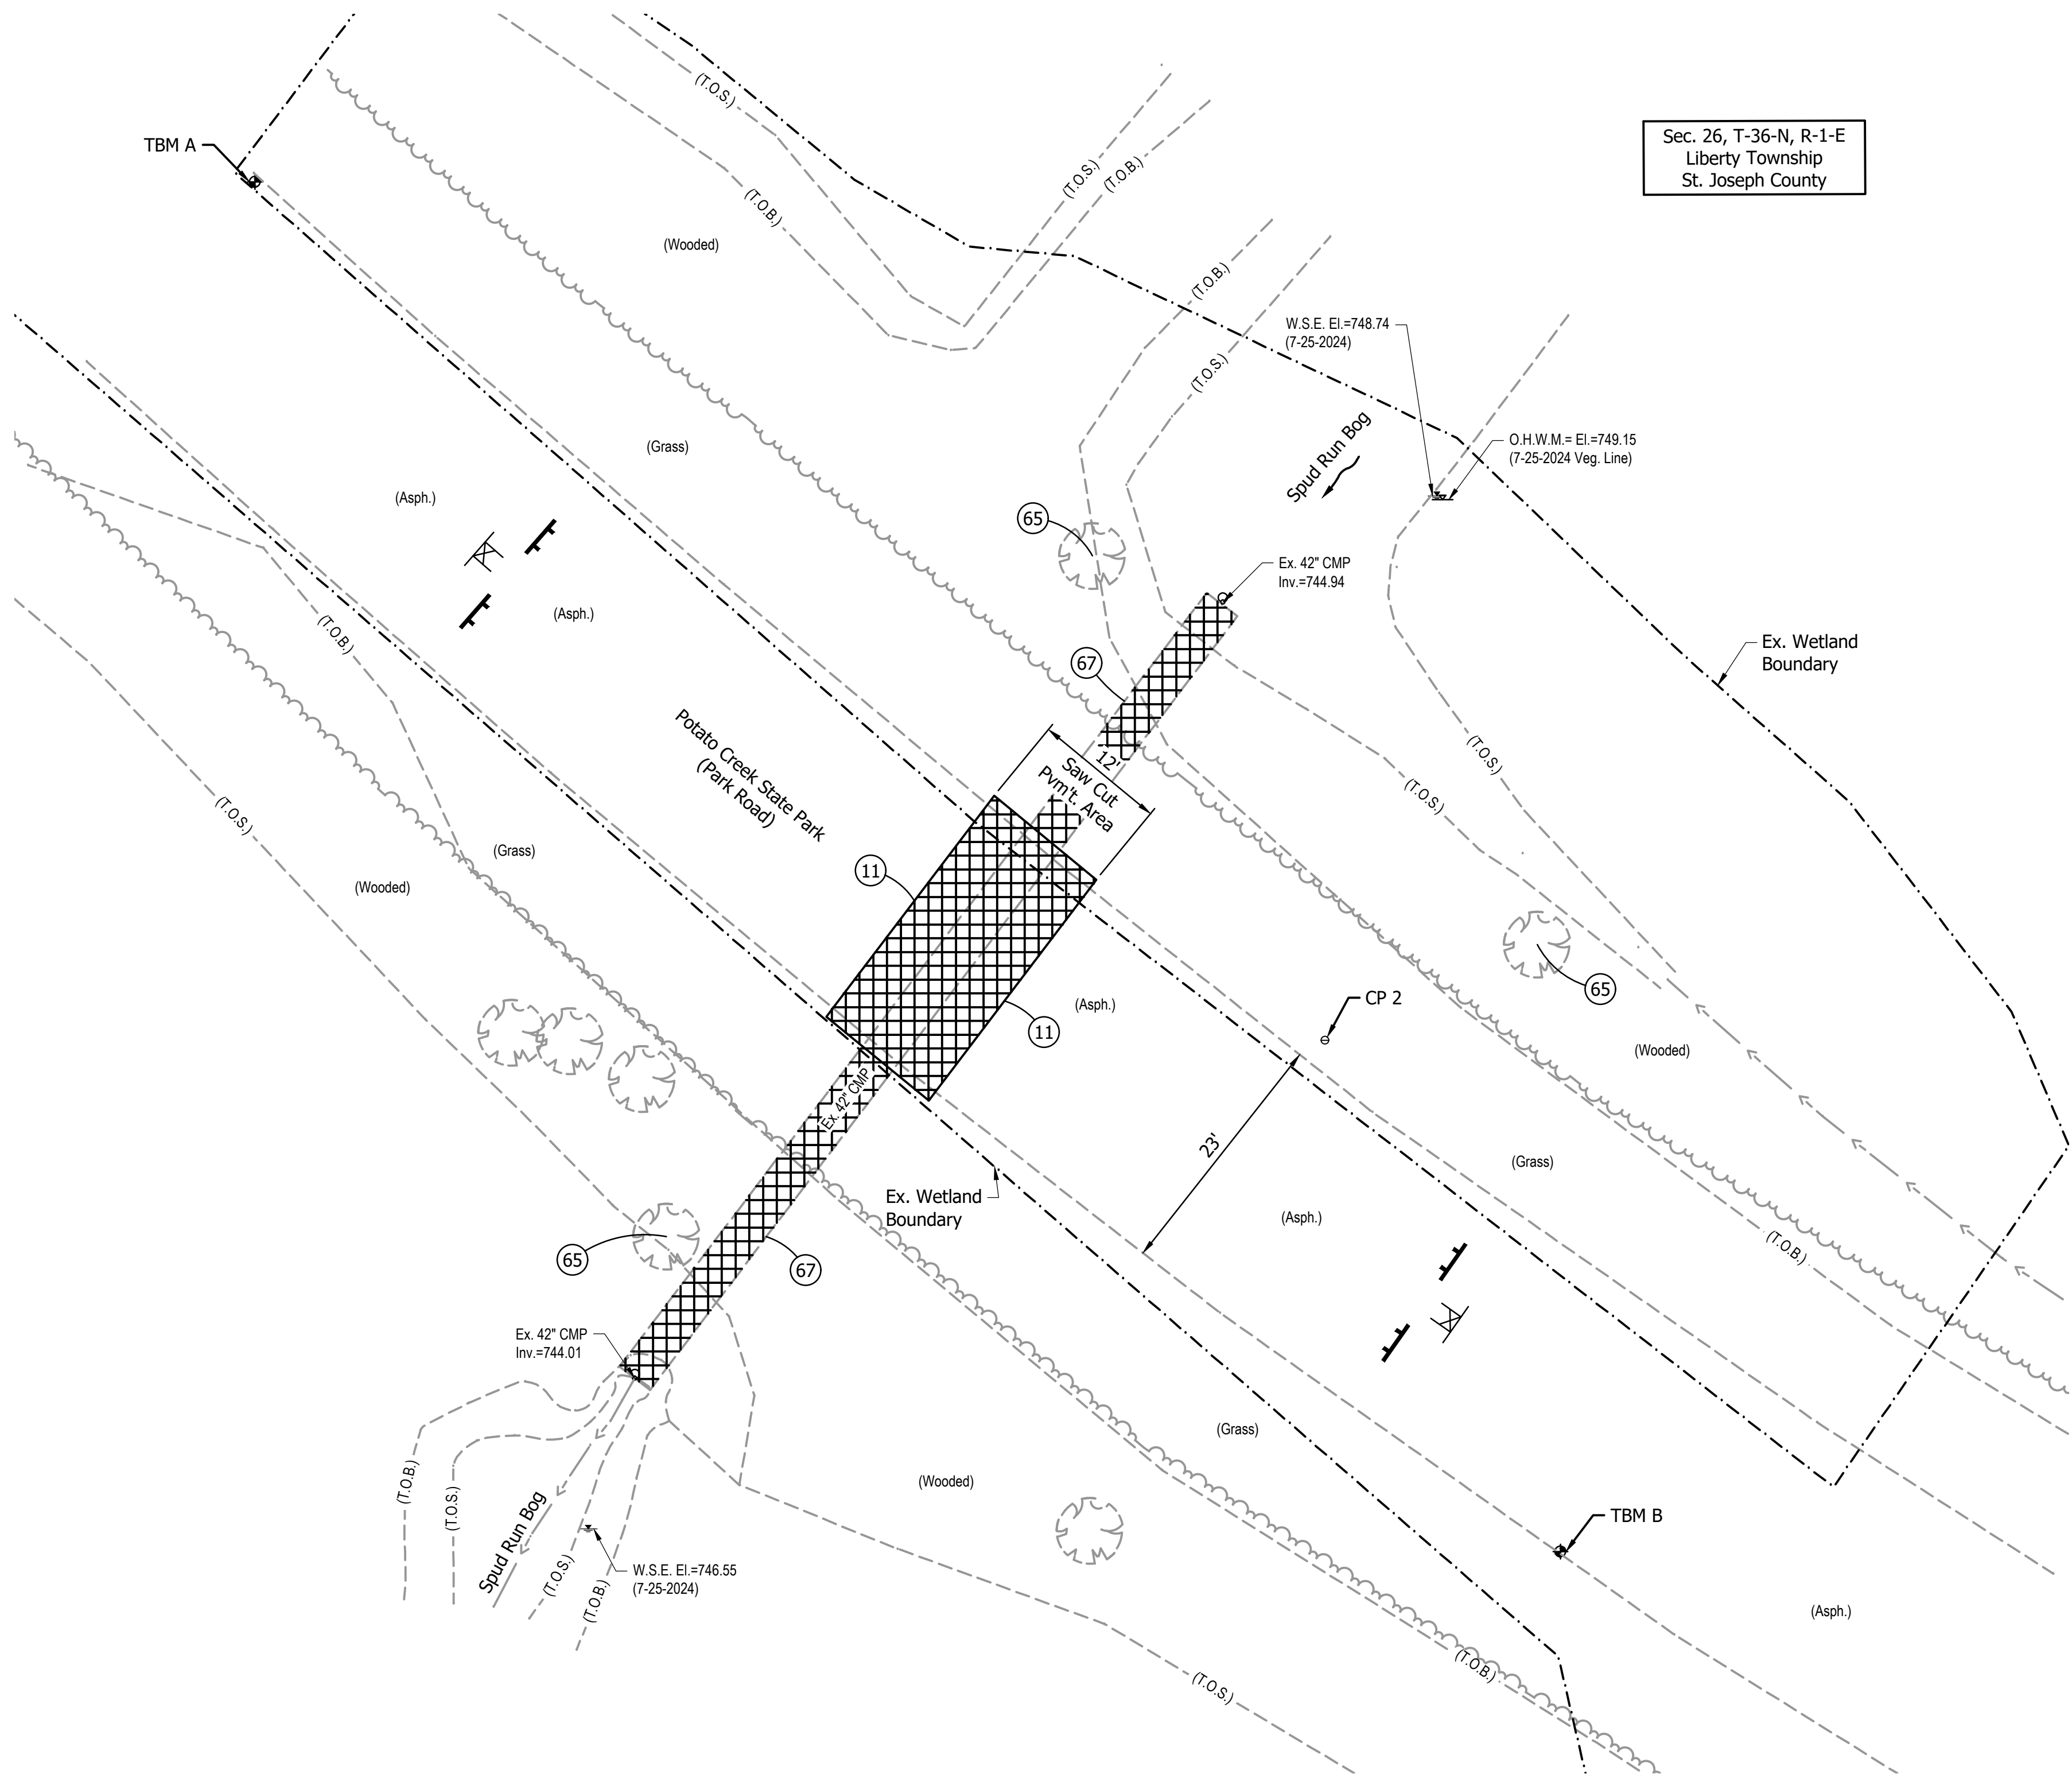 (T.O.S.)
Sec. 26, T-36-N, R-1-E
Liberty Township
St. Joseph County
TBM A
(T.O.S.)
(T.O.B.)
(T.O.B.)
(Wooded)
(T.O.B.)
W.S.E. El.=748.74
(7-25-2024)
(T.O.S.)
(Grass)
Spud Run Bog
O.H.W.M.= El.=749.15
(7-25-2024 Veg. Line)
(Asph.)
65
Ex. 42" CMP
Inv.=744.94
(Asph.)
(T.O.B.)
Ex. Wetland
Boundary
67
Potato Creek State Park
(Park Road)
12'
Saw Cut
Pvm't. Area
(T.O.S.)
(T.O.S.)
(T.O.S.)
(Grass)
(Wooded)
11
65
CP 2
(Asph.)
11
(Wooded)
Ex. 42" CMP
23'
(Grass)
Ex. Wetland
Boundary
(Asph.)
(T.O.B.)
65
67
Ex. 42" CMP
Inv.=744.01
(Grass)
(T.O.B.)
(T.O.S.)
(Wooded)
Spud Run Bog
TBM B
W.S.E. El.=746.55
(7-25-2024)
(T.O.S.)
(T.O.B.)
(Asph.)
(T.O.B.)
(T.O.S.)